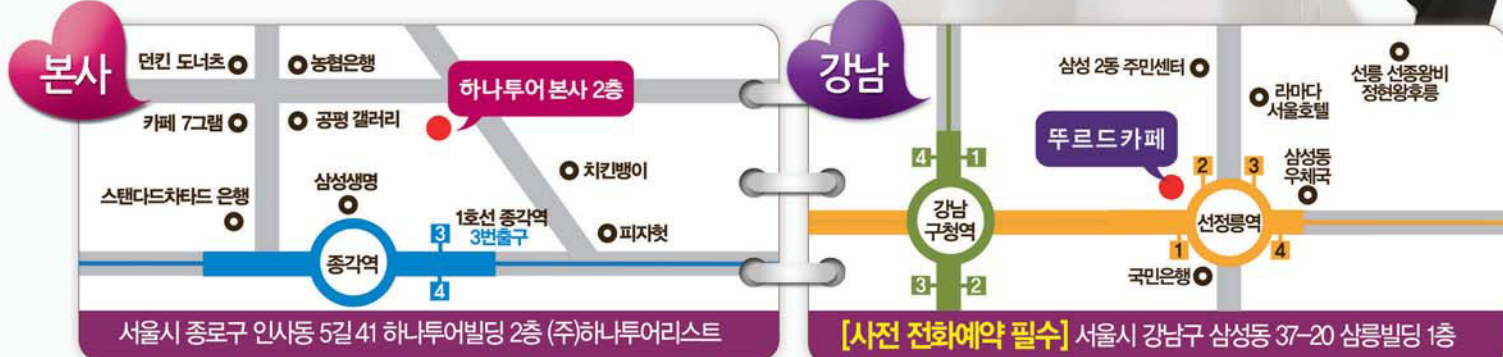 본사
던킨 도너츠
농협은행
하나투어 본사 2층
카페 7그램
공평 갤러리
치킨뱅이
스탠다드차타드 은행
삼성생명
1호선 종각역
3번출구
피자헛
3
종각역
4
서울시 종로구 인사동 5길 41 하나투어빌딩 2층 (주)하나투어리스트
강남
삼성 2동 주민센터
선릉 선종왕비
정현왕후릉
라마다
서울호텔
뚜르드카페
4
1
2
3
삼성동
우체국
강남
구청역
선정릉역
1
4
국민은행
3
2
[사전 전화예약 필수] 서울시 강남구 삼성동 37-20 삼릉빌딩 1층